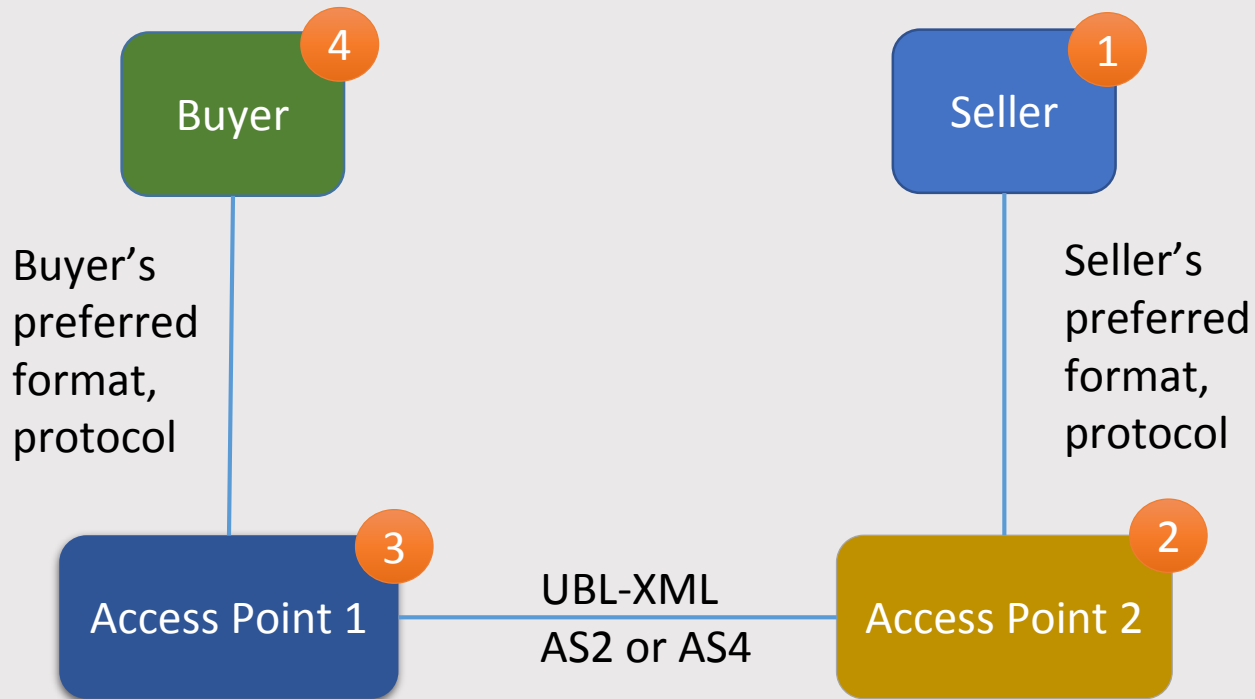 4
Buyer
1
Seller
Buyer’s
preferred
format,
protocol
Seller’s
preferred
format,
protocol
3
Access Point 1
UBL-XML
AS2 or AS4
2
Access Point 2